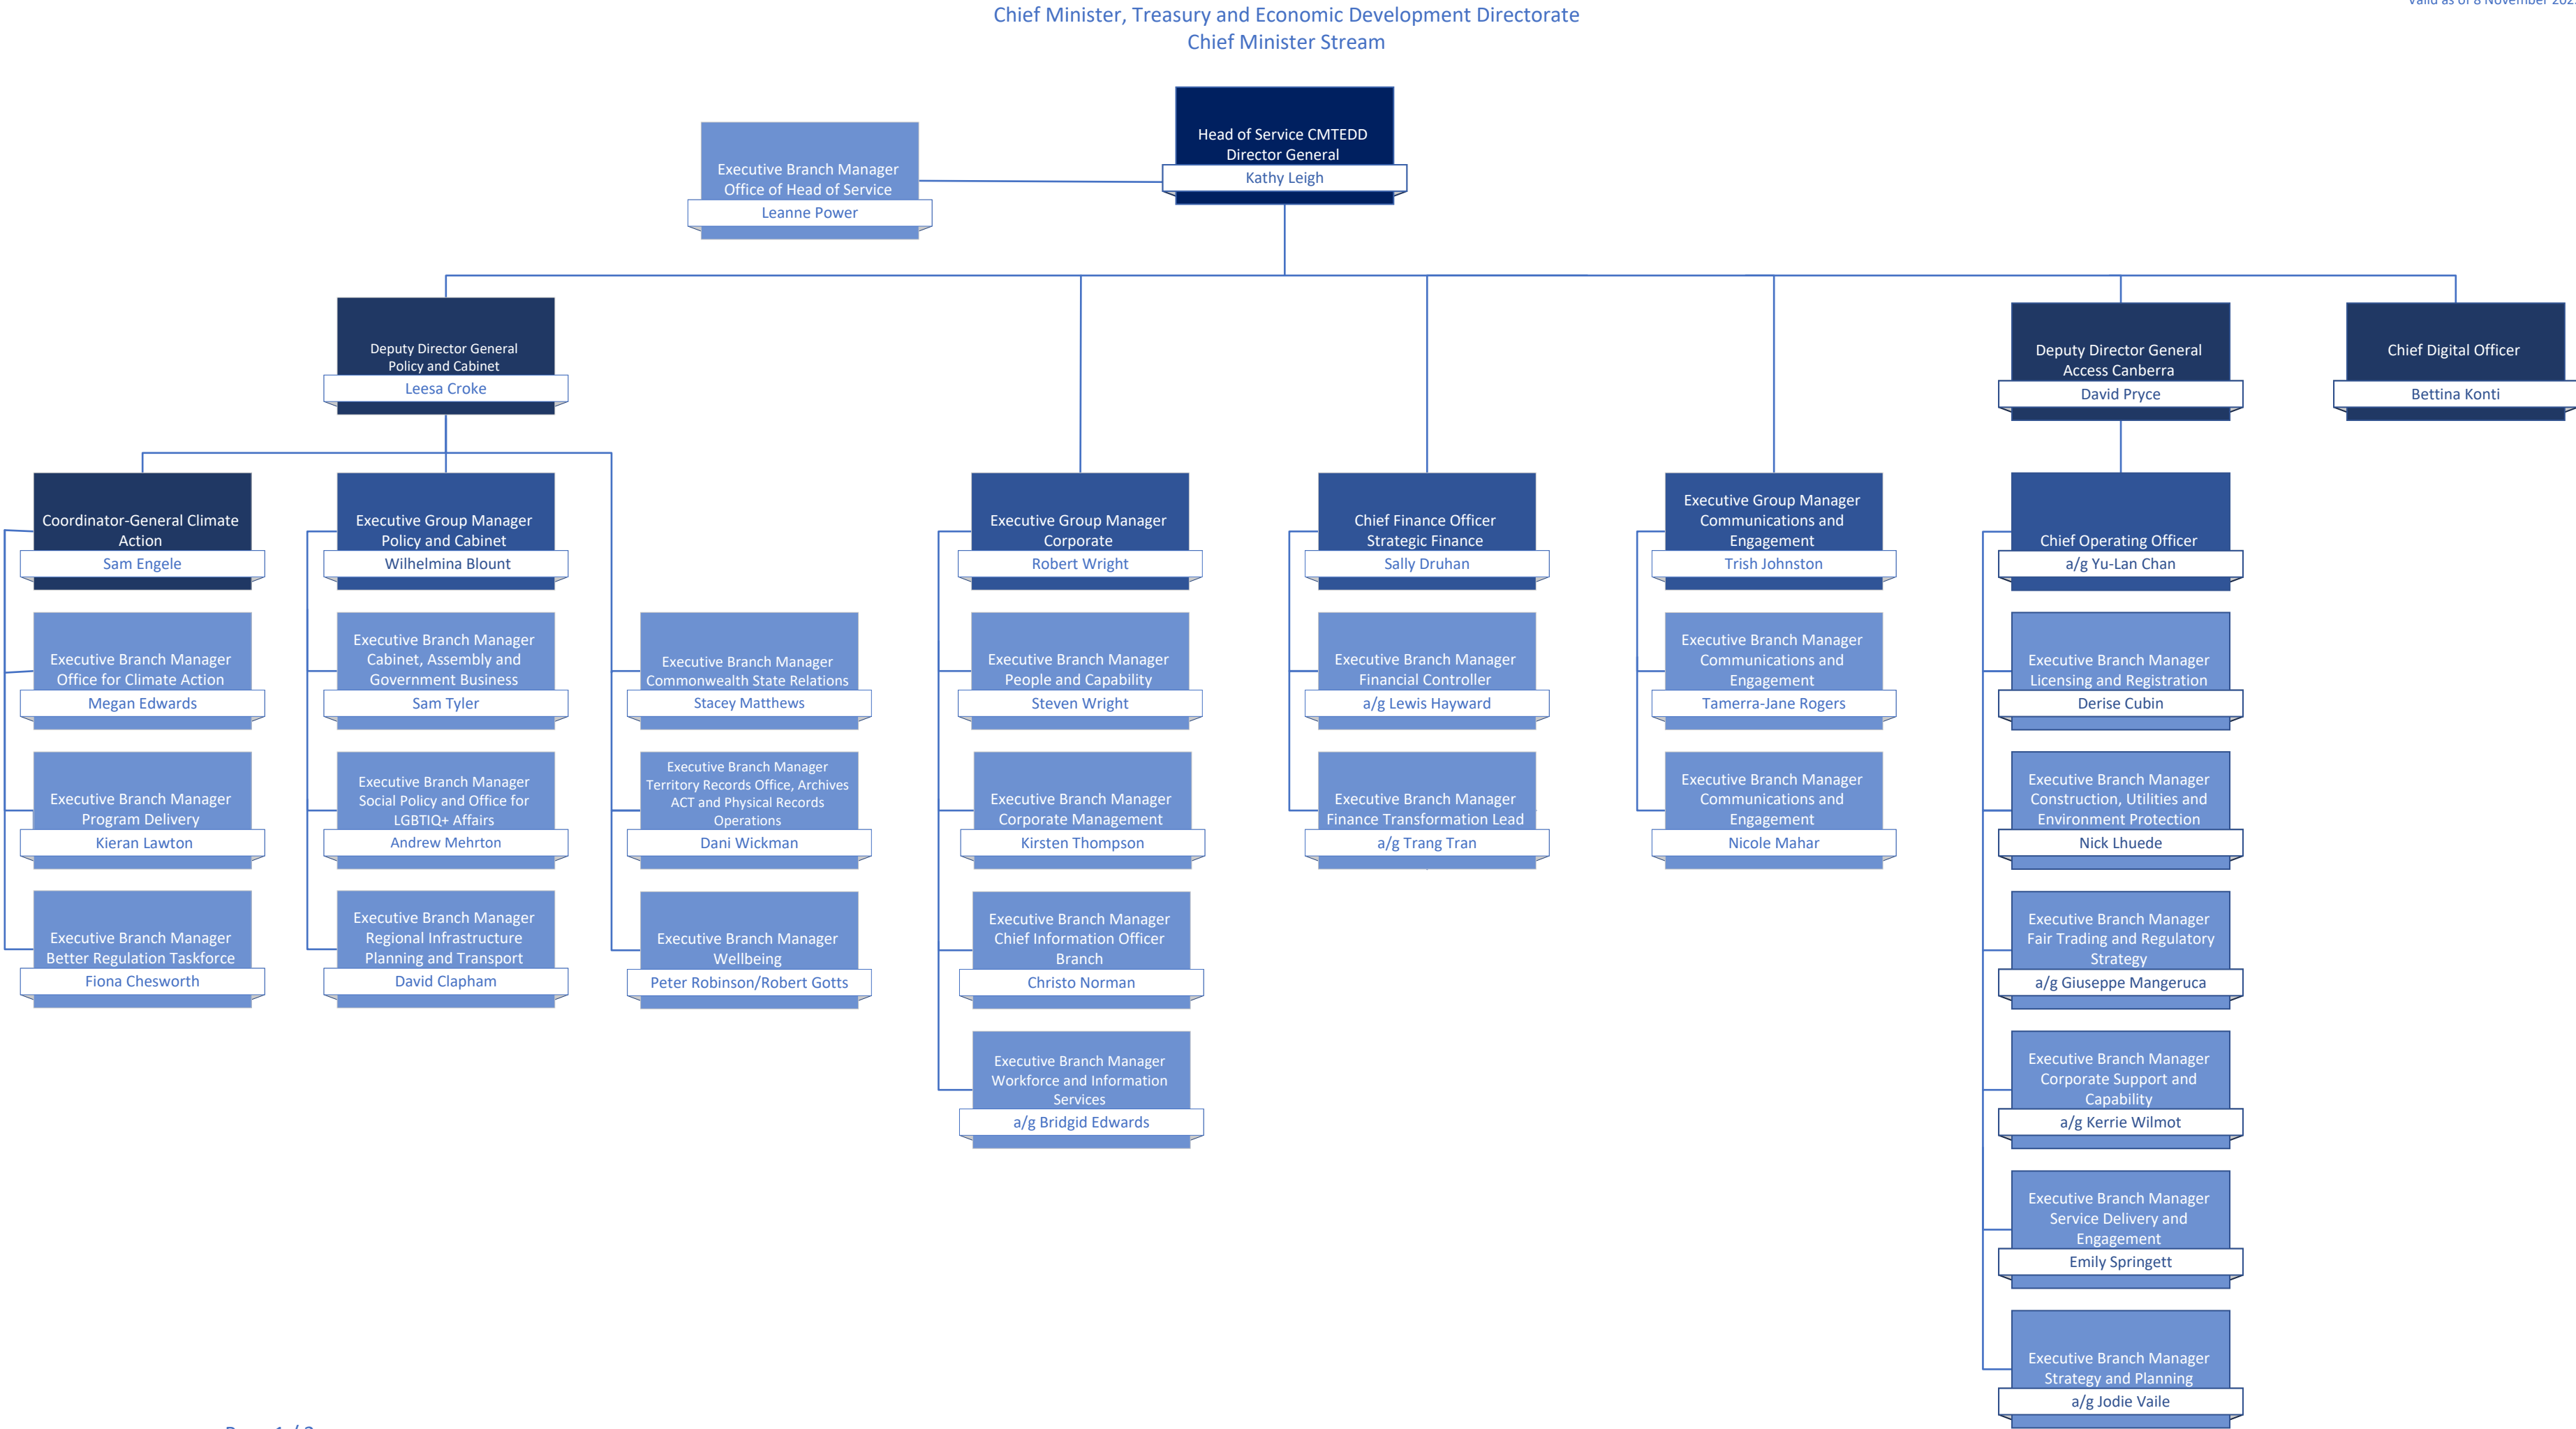 Chief Minister, Treasury and Economic Development Directorate
Chief Minister Stream
Head of Service CMTEDD
Director General
Kathy Leigh
Executive Branch Manager
Office of Head of Service
Leanne Power
Deputy Director General
Policy and Cabinet
Leesa Croke
Deputy Director General
Access Canberra
David Pryce
Chief Digital Officer
Bettina Konti
Coordinator-General Climate
Action
Sam Engele
Executive Branch Manager
Office for Climate Action
Megan Edwards
Executive Branch Manager
Program Delivery
Kieran Lawton
Executive Branch Manager
Better Regulation Taskforce
Fiona Chesworth
Executive Group Manager
Policy and Cabinet
Wilhelmina Blount
Executive Branch Manager
Cabinet, Assembly and
Government Business
Sam Tyler
Executive Branch Manager
Social Policy and Office for
LGBTIQ+ Affairs
Andrew Mehrton
Executive Branch Manager
Regional Infrastructure
Planning and Transport
David Clapham
Executive Branch Manager
Commonwealth State Relations
Stacey Matthews
Executive Branch Manager
Territory Records Office, Archives
ACT and Physical Records
Operations
Dani Wickman
Executive Branch Manager
Wellbeing
Peter Robinson/Robert Gotts
Executive Group Manager
Corporate
Robert Wright
Executive Branch Manager
People and Capability
Steven Wright
Executive Branch Manager
Corporate Management
Kirsten Thompson
Executive Branch Manager
Chief Information Officer
Branch
Christo Norman
Executive Branch Manager
Workforce and Information
Services
a/g Bridgid Edwards
Chief Finance Officer
Strategic Finance
Sally Druhan
Executive Branch Manager
Financial Controller
a/g Lewis Hayward
Executive Branch Manager
Finance Transformation Lead
a/g Trang Tran
Executive Group Manager
Communications and
Engagement
Trish Johnston
Executive Branch Manager
Communications and
Engagement
Tamerra-Jane Rogers
Executive Branch Manager
Communications and
Engagement
Nicole Mahar
Chief Operating Officer
a/g Yu-Lan Chan
Executive Branch Manager
Licensing and Registration
Derise Cubin
Executive Branch Manager
Construction, Utilities and
Environment Protection
Nick Lhuede
Executive Branch Manager
Fair Trading and Regulatory
Strategy
a/g Giuseppe Mangeruca
Executive Branch Manager
Corporate Support and
Capability
a/g Kerrie Wilmot
Executive Branch Manager
Service Delivery and
Engagement
Emily Springett
Executive Branch Manager
Strategy and Planning
a/g Jodie Vaile